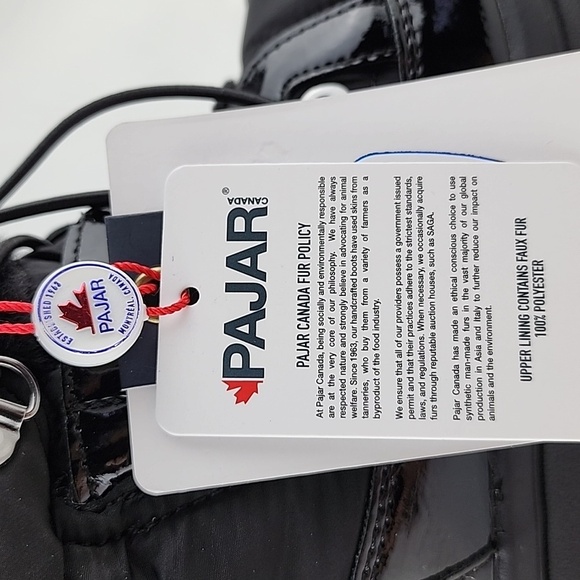 PAJAR®
CANADA
PAJAR CANADA FUR POLICY
At Pajar Canada, being socially and environmentally responsible
are at the very core of our philosophy. We have always
respected nature and strongly believe in advocating for animal
welfare. Since 1963, our handcrafted boots have used skins from
tanneries, who buy them from a variety of farmers as a
byproduct of the food industry.
We ensure that all of our providers possess a government issued
permit and that their practices adhere to the strictest standards,
laws, and regulations. When necessary, we occasionally acquire
furs through reputable auction houses, such as SAGA.
Pajar Canada has made an ethical conscious choice to use
synthetic man-made furs in the vast majority of our global
production in Asia and Italy to further reduce our impact on
animals and the environment.
UPPER LINING CONTAINS FAUX FUR
100% POLYESTER
ESTABLISHED 1963
PAJAR
MONTRÉAL, CANADA